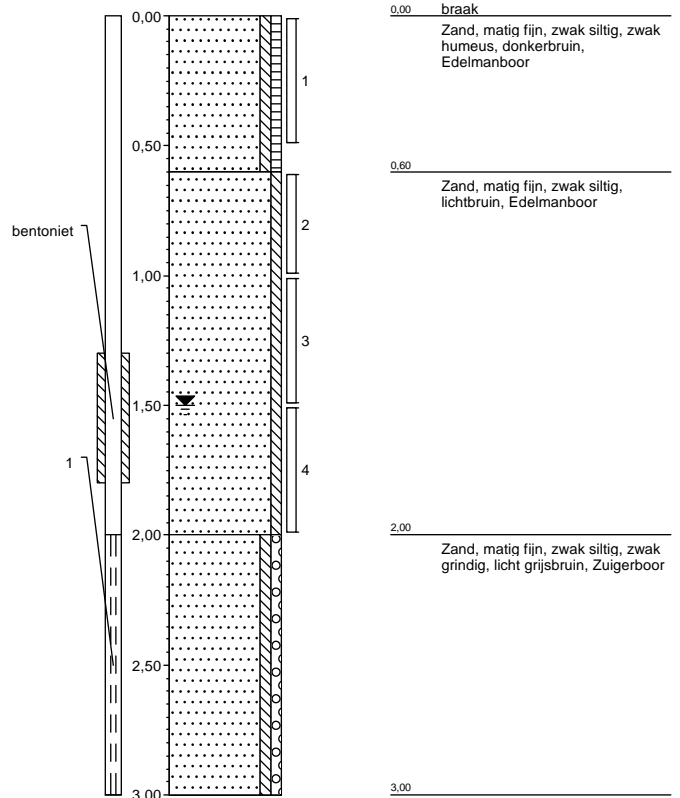 0,00
0,50
1,00
1,50
2,00
2,50
3,00
bentoniet
1
1
2
3
4
0,00
braak
Zand, matig fijn, zwak siltig, zwak
humeus, donkerbruin,
Edelmanboor
0,60
Zand, matig fijn, zwak siltig,
lichtbruin, Edelmanboor
2,00
Zand, matig fijn, zwak siltig, zwak
grindig, licht grijsbruin, Zuigerboor
3,00